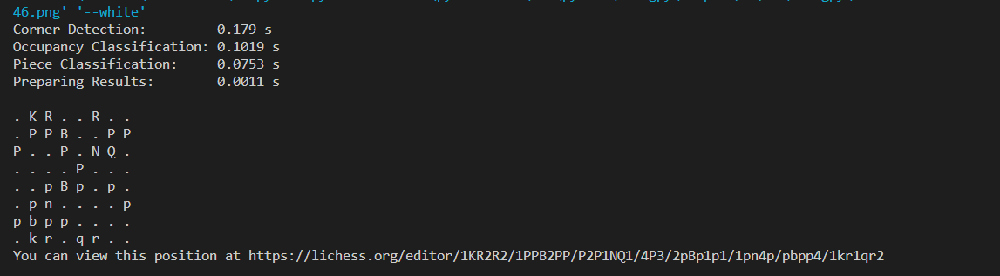 46.png' '--white'
Corner Detection:         0.179 s
Occupancy Classification: 0.1019 s
Piece Classification:     0.0753 s
Preparing Results:        0.0011 s
. K R . . R . .
. P P B . . P P
P . . P . N Q .
. . . . P . . .
. . p B p . p .
. p n . . . . p
p b p p . . . .
. k r . q r . .
You can view this position at https://lichess.org/editor/1KR2R2/1PPB2PP/P2P1NQ1/4P3/2pBp1p1/1pn4p/pbpp4/1kr1qr2